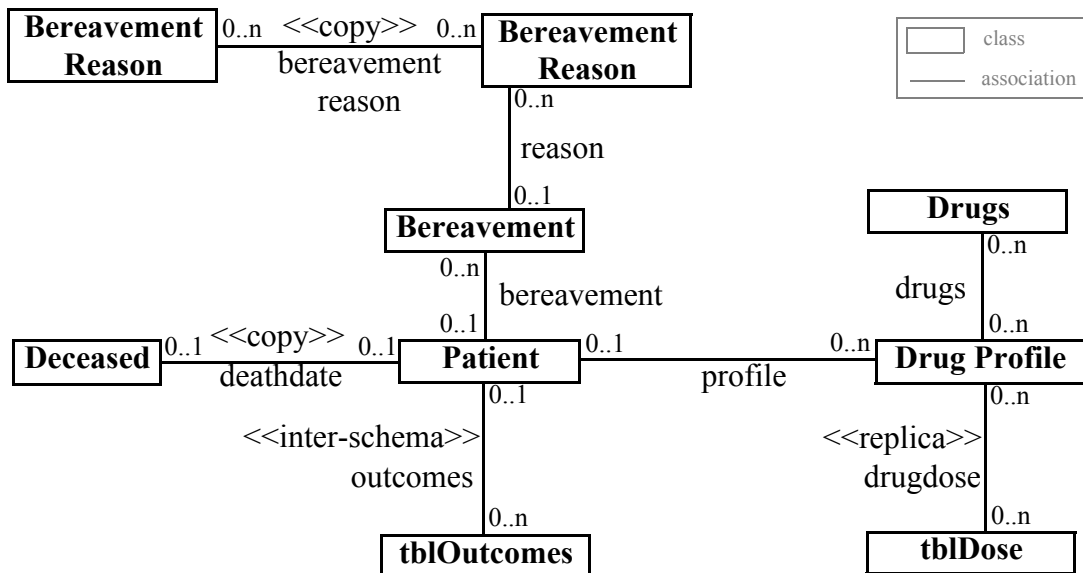 Bereavement
Reason
0..n
<<copy>>
0..n
bereavement
reason
Bereavement
Reason
class
association
0..n
reason
0..1
Bereavement
Drugs
0..n
bereavement
0..1
0..n
drugs
0..n
Deceased
0..1
<<copy>>
0..1
deathdate
Patient
0..1
profile
0..n
Drug Profile
0..1
<<inter-schema>>
outcomes
0..n
tblOutcomes
0..n
<<replica>>
drugdose
0..n
tblDose